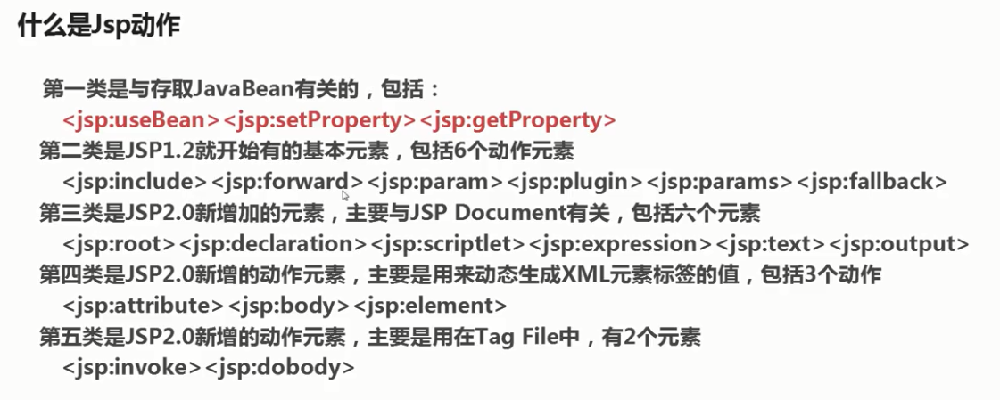 什么是Jsp动作
第一类是与存取JavaBean有关的，包括：
<jsp:useBean><jsp:setProperty><jsp:getProperty>
第二类是JSP1.2就开始有的基本元素，包括6个动作元素
<jsp:include><jsp:forward><jsp:param><jsp:plugin><jsp:params><jsp:fallback>
第三类是JSP2.0新增加的元素，主要与JSP Document有关，包括六个元素
<jsp:root><jsp:declaration><jsp:scriptlet><jsp:expression><jsp:text><jsp:output>
第四类是JSP2.0新增的动作元素，主要是用来动态生成XML元素标签的值，包括3个动作
<jsp:attribute><jsp:body><jsp:element>
第五类是JSP2.0新增的动作元素，主要是用在Tag File中，有2个元素
<jsp:invoke><jsp:dobody>